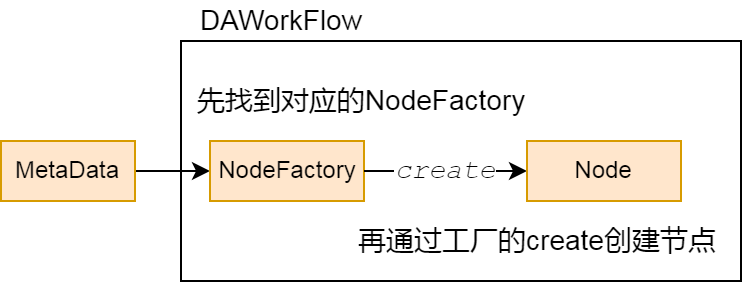 DAWorkFlow
先找到对应的NodeFactory
MetaData
NodeFactory
create
Node
再通过工厂的create创建节点